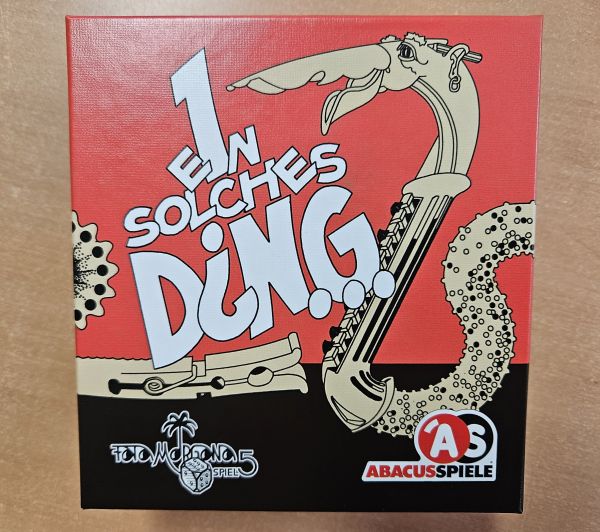 1
EIN
SOLCHES
DING...
Fata Morgana 5
SPIEL
AS
ABACUSSPIELE